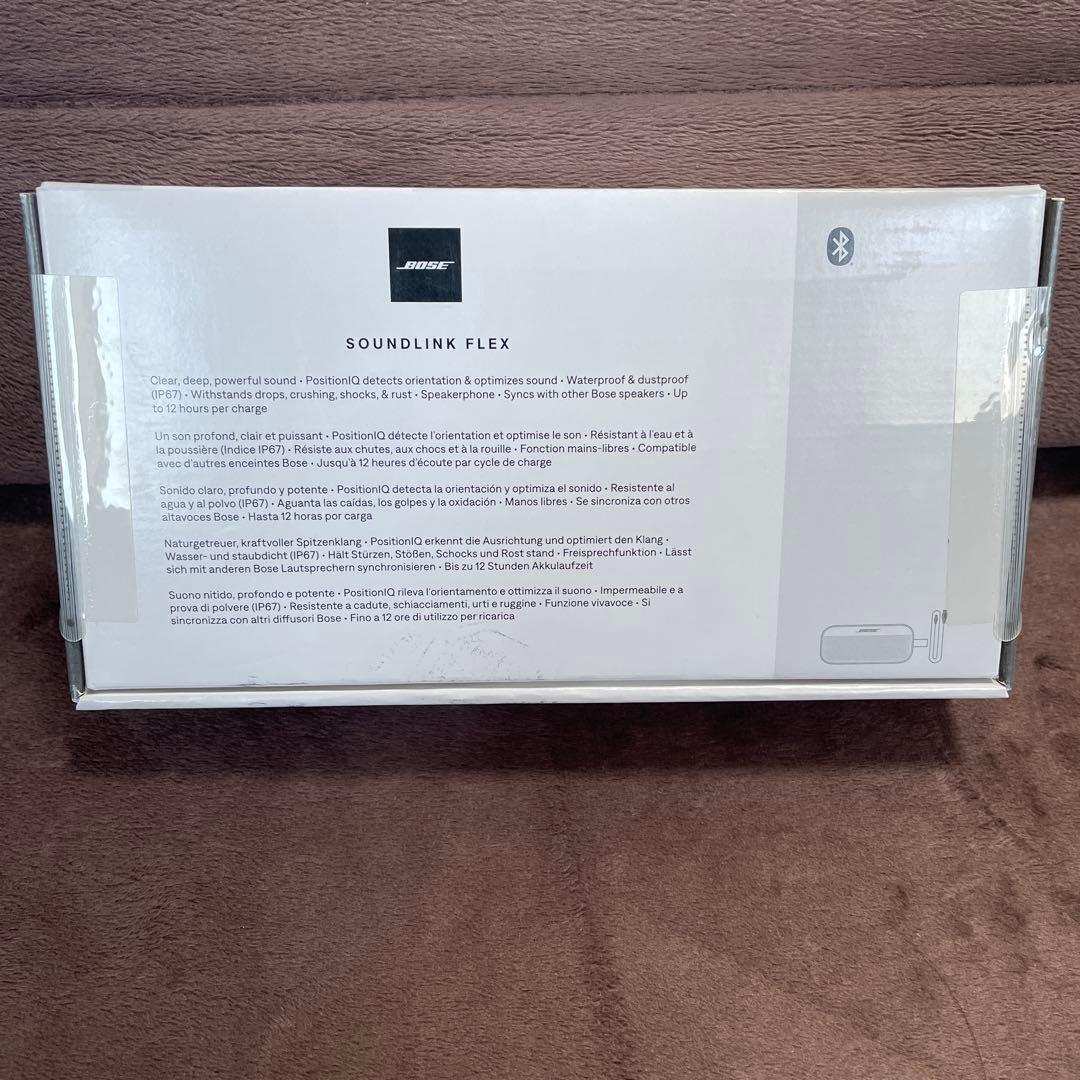 BOSE
SOUNDLINK FLEX
Clear, deep, powerful sound • PositionIQ detects orientation & optimizes sound • Waterproof & dustproof
(IP67) • Withstands drops, crushing, shocks, & rust • Speakerphone • Syncs with other Bose speakers • Up
to 12 hours per charge
Un son profond, clair et puissant • PositionIQ détecte l'orientation et optimise le son • Résistant à l'eau et à
la poussière (Indice IP67) • Résiste aux chutes, aux chocs et à la rouille • Fonction mains-libres • Compatible
avec d'autres enceintes Bose • Jusqu'à 12 heures d'écoute par cycle de charge
Sonido claro, profundo y potente • PositionIQ detecta la orientación y optimiza el sonido • Resistente al
agua y al polvo (IP67) • Aguanta las caídas, los golpes y la oxidación • Manos libres • Se sincroniza con otros
altavoces Bose • Hasta 12 horas por carga
Naturgetreuer, kraftvoller Spitzenklang • PositionIQ erkennt die Ausrichtung und optimiert den Klang •
Wasser- und staubdicht (IP67) • Hält Stürzen, Stößen, Schocks und Rost stand • Freisprechfunktion • Lässt
sich mit anderen Bose Lautsprechern synchronisieren • Bis zu 12 Stunden Akkulaufzeit
Suono nitido, profondo e potente • PositionIQ rileva l'orientamento e ottimizza il suono • Impermeabile e a
prova di polvere (IP67) • Resistente a cadute, schiacciamenti, urti e ruggine • Funzione vivavoce • Si
sincronizza con altri diffusori Bose • Fino a 12 ore di utilizzo per ricarica
BOSE